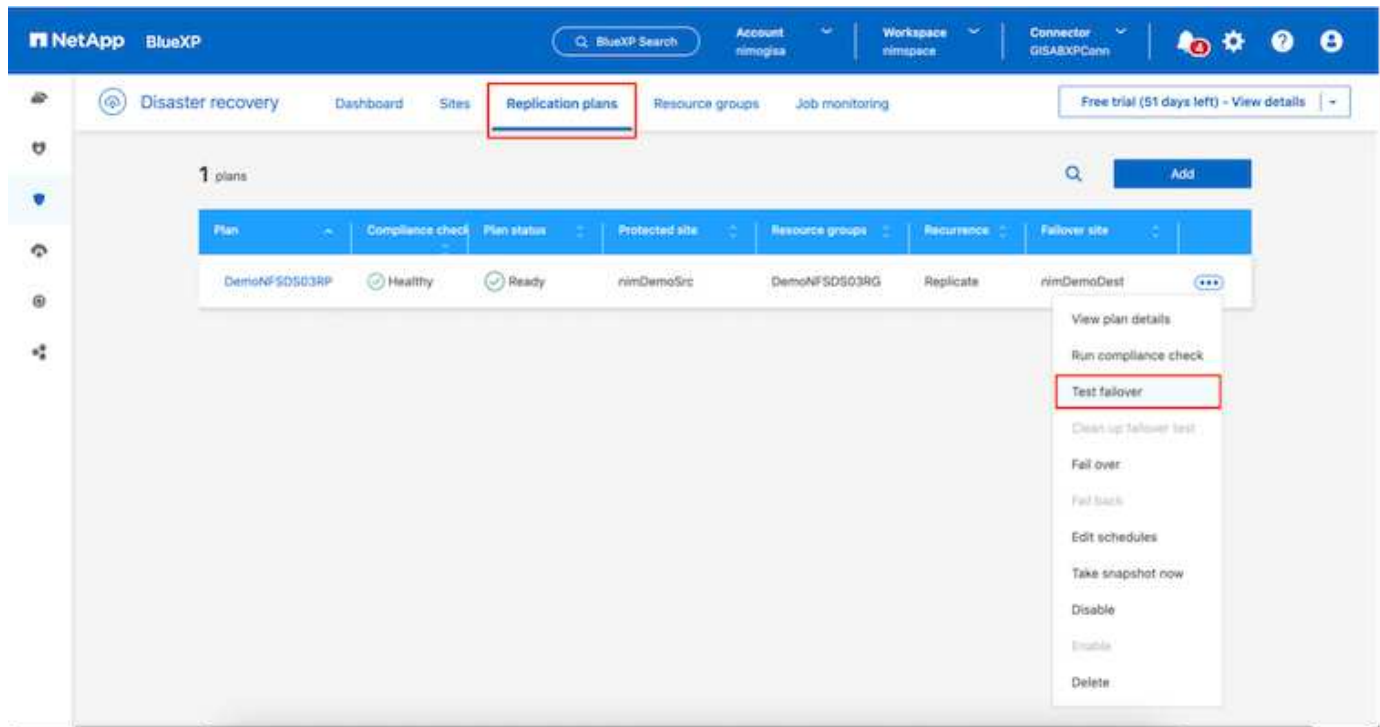 NetApp BlueXP BlueXP Search Account Workspace Connector
nimogisa nimspace GISABXPConn 4
Disaster recovery Dashboard Sites Replication plans Resource groups Job monitoring Free trial (51 days left) - View details
1 plans Add
Plan Compliance check Plan status Protected site Resource groups Recurrence Failover site
DemoNFSDS03RP Healthy Ready nimDemoSrc DemoNFSDS03RG Replicate nimDemoDest
View plan details
Run compliance check
Test failover
Clean up failover test
Fail over
Fail back
Edit schedules
Take snapshot now
Disable
Enable
Delete